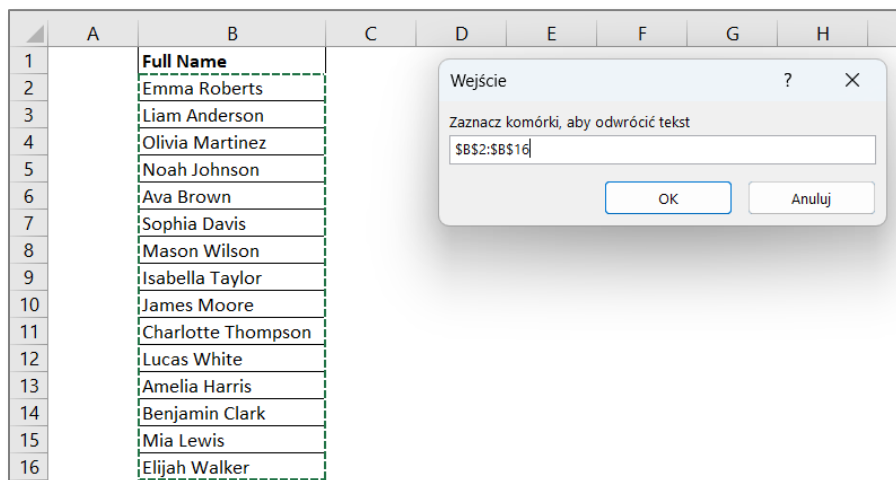 A B C D E F G H
1 Full Name
2 Emma Roberts
3 Liam Anderson
4 Olivia Martinez
5 Noah Johnson
6 Ava Brown
7 Sophia Davis
8 Mason Wilson
9 Isabella Taylor
10 James Moore
11 Charlotte Thompson
12 Lucas White
13 Amelia Harris
14 Benjamin Clark
15 Mia Lewis
16 Elijah Walker
Wejście ?
Zaznacz komórki, aby odwrócić tekst
$B$2:$B$16
OK Anuluj